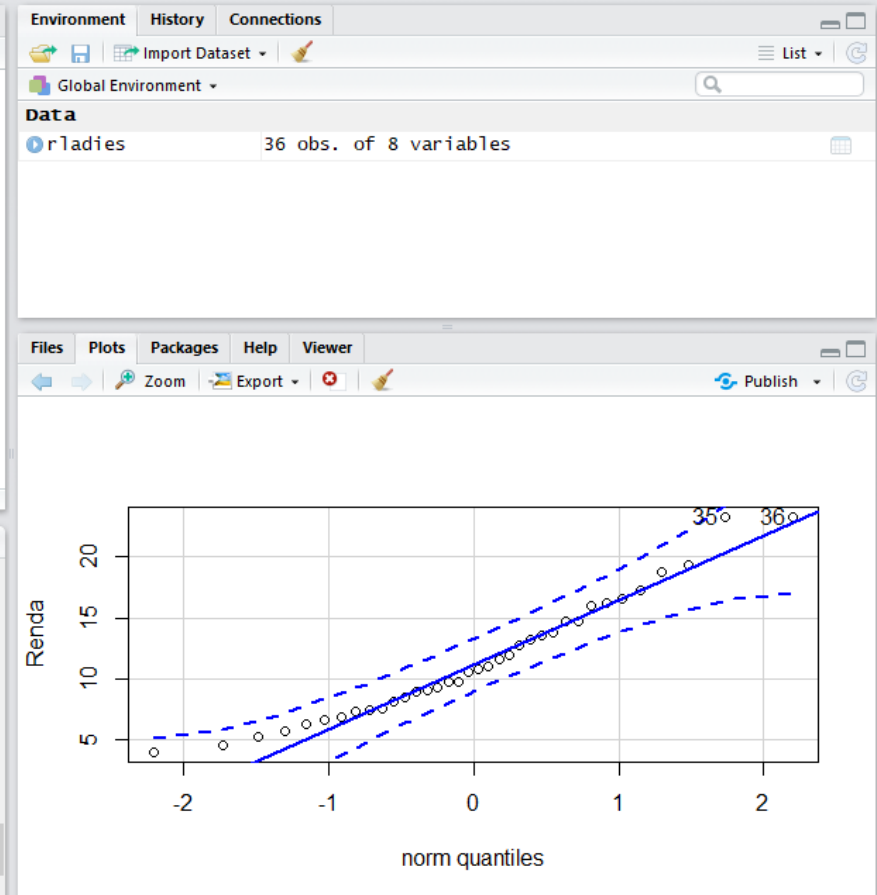 Environment History Connections
Import Dataset List
Global Environment
Data
rladies 36 obs. of 8 variables
Files Plots Packages Help Viewer
Zoom Export Publish
35 36
20
15
10
5
Renda
-2 -1 0 1 2
norm quantiles